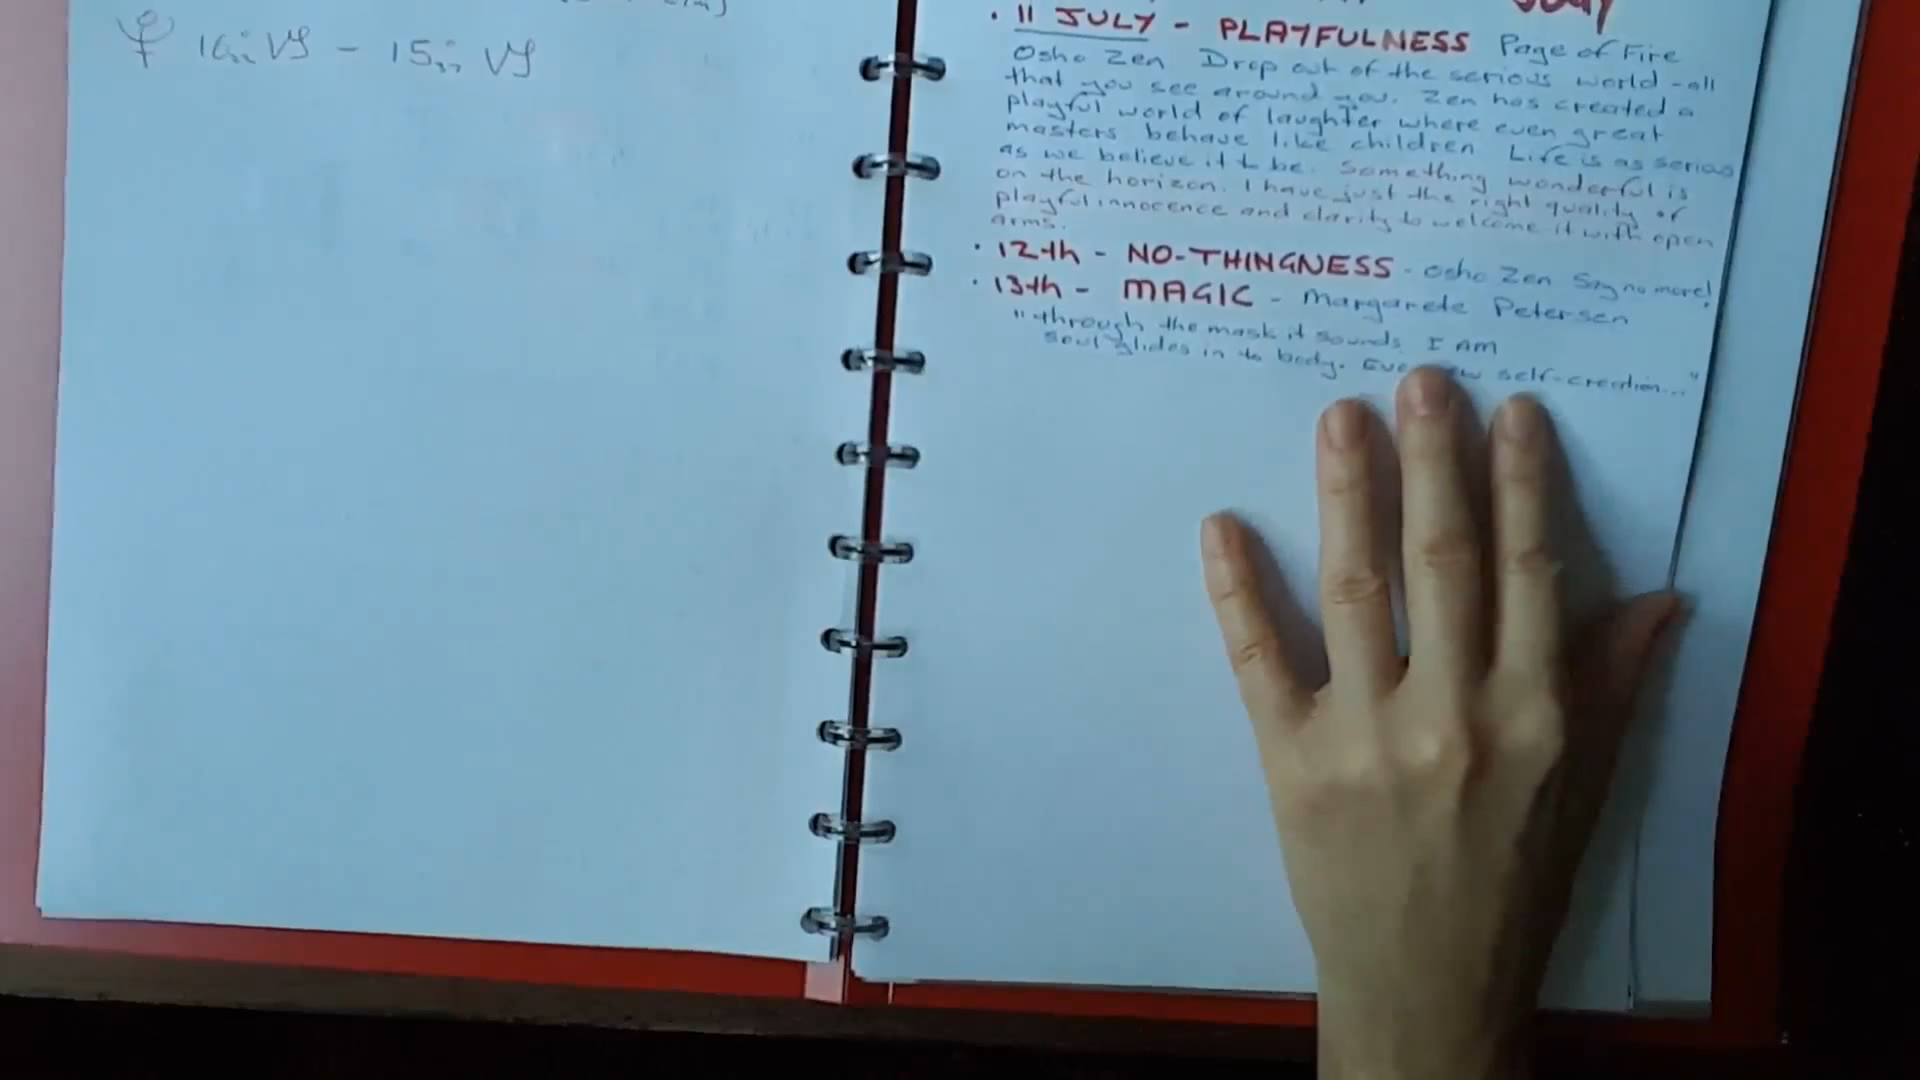 16 VS - 15 VS
July
· 11 JULY - PLAYFULNESS Page of Fire
Osho Zen Drop out of the serious world - all
that you see around you. Zen has created a
playful world of laughter where even great
masters behave like children Life is as serious
as we believe it to be. Something wonderful is
on the horizon. I have just the right quality of
playful innocence and clarity to welcome it with open
arms.
· 12th - NO-THINGNESS - Osho Zen Say no more!
· 13th - MAGIC - Margarete Petersen
"through the mask it sounds I AM
soul glides in to body. self-creation..."